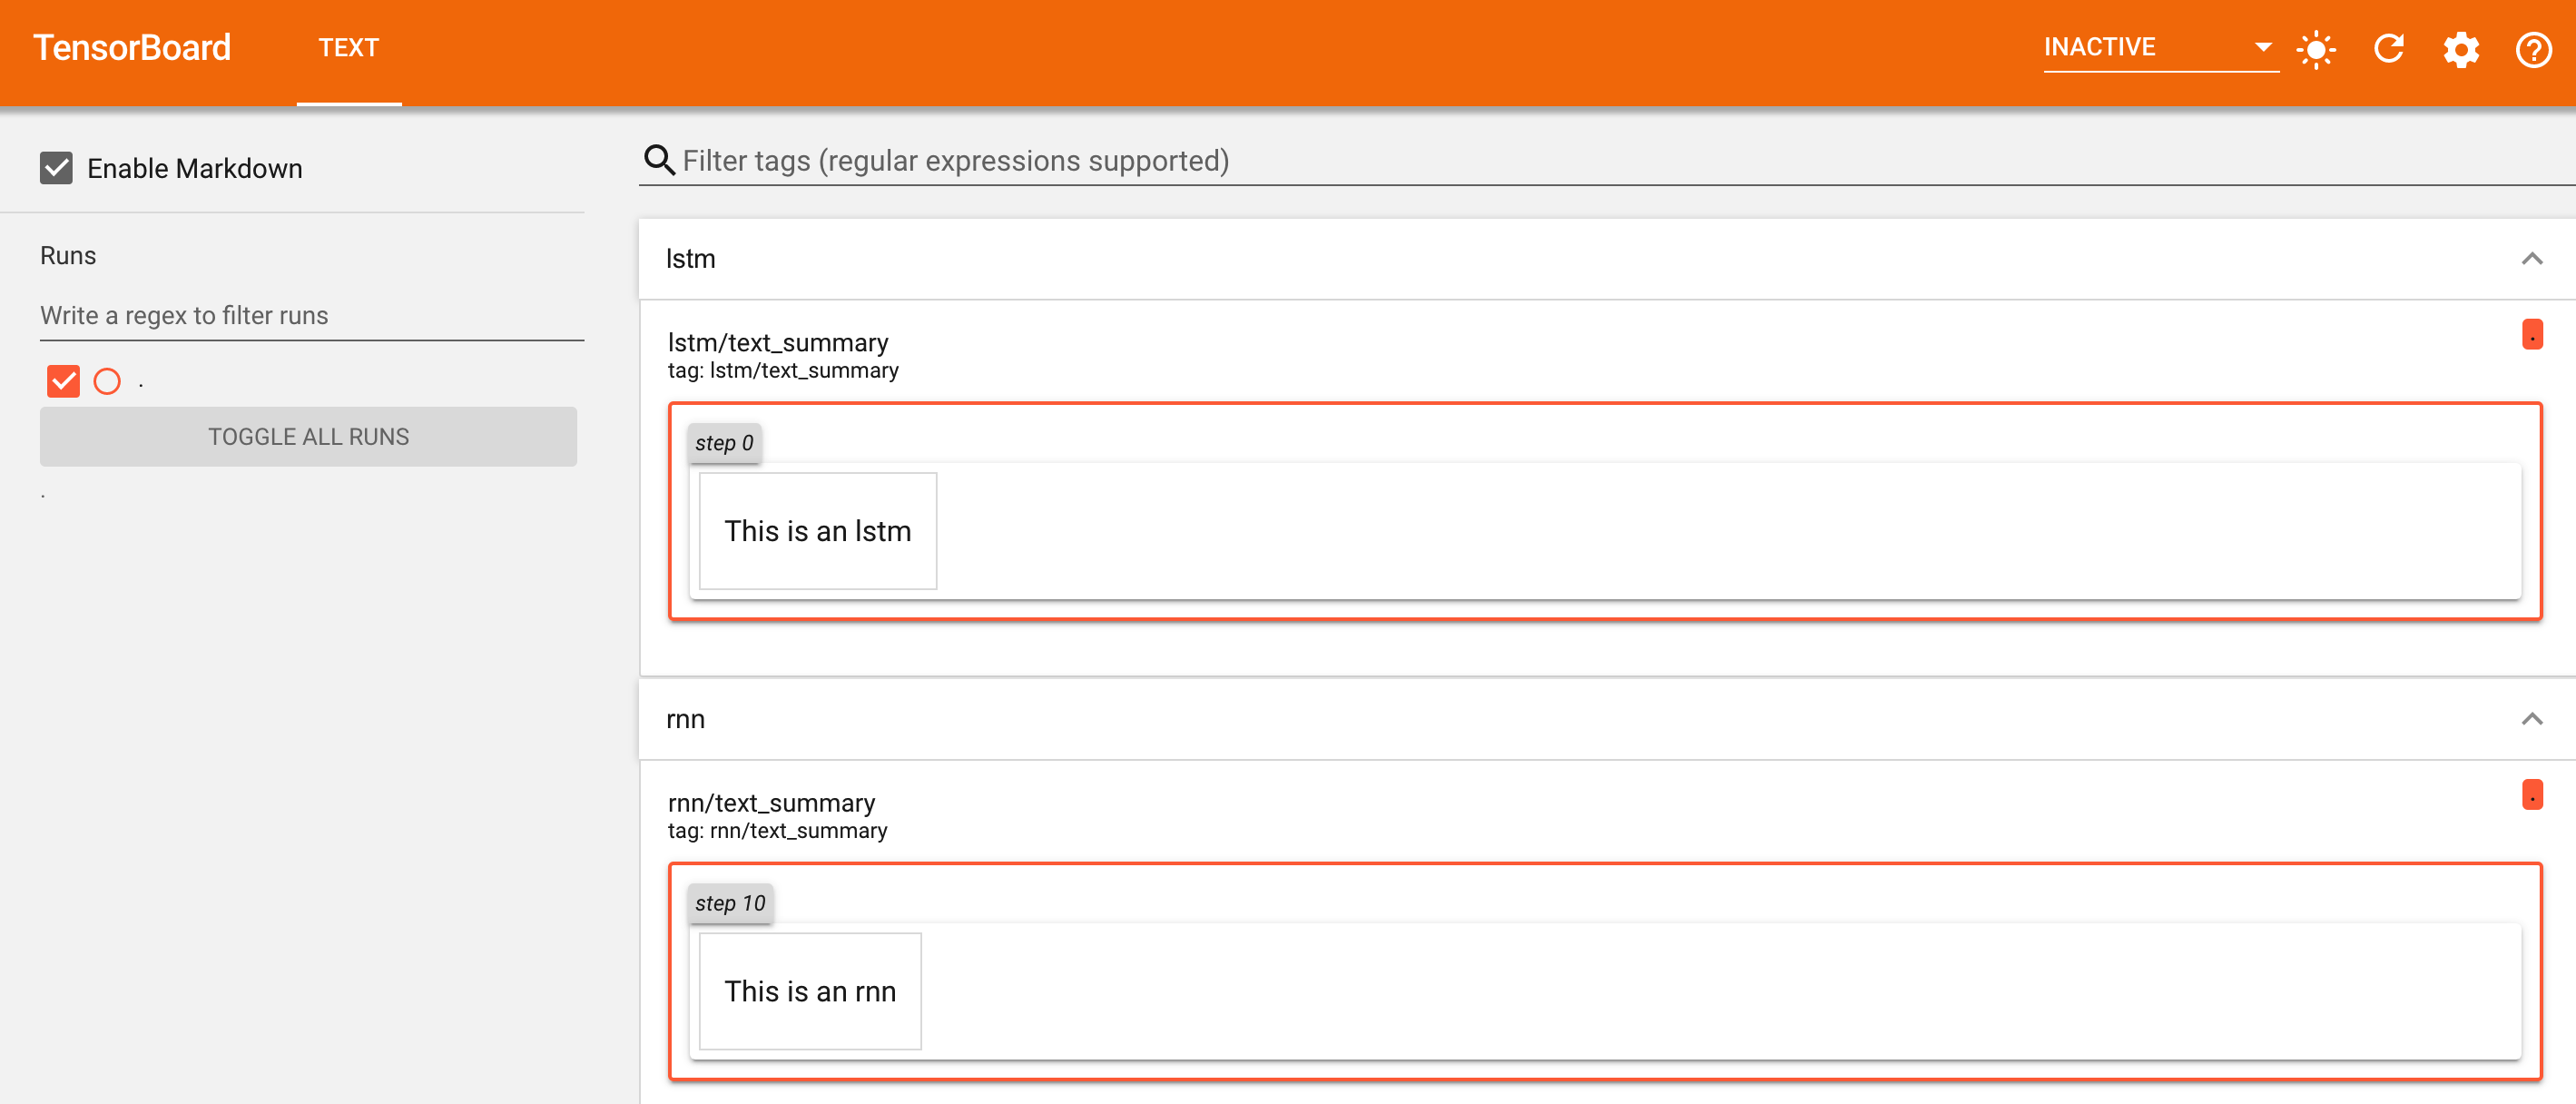 TensorBoard
TEXT
INACTIVE
Enable Markdown
Filter tags (regular expressions supported)
Runs
Write a regex to filter runs
.
TOGGLE ALL RUNS
.
lstm
lstm/text_summary
.
tag: lstm/text_summary
step 0
This is an lstm
rnn
rnn/text_summary
.
tag: rnn/text_summary
step 10
This is an rnn